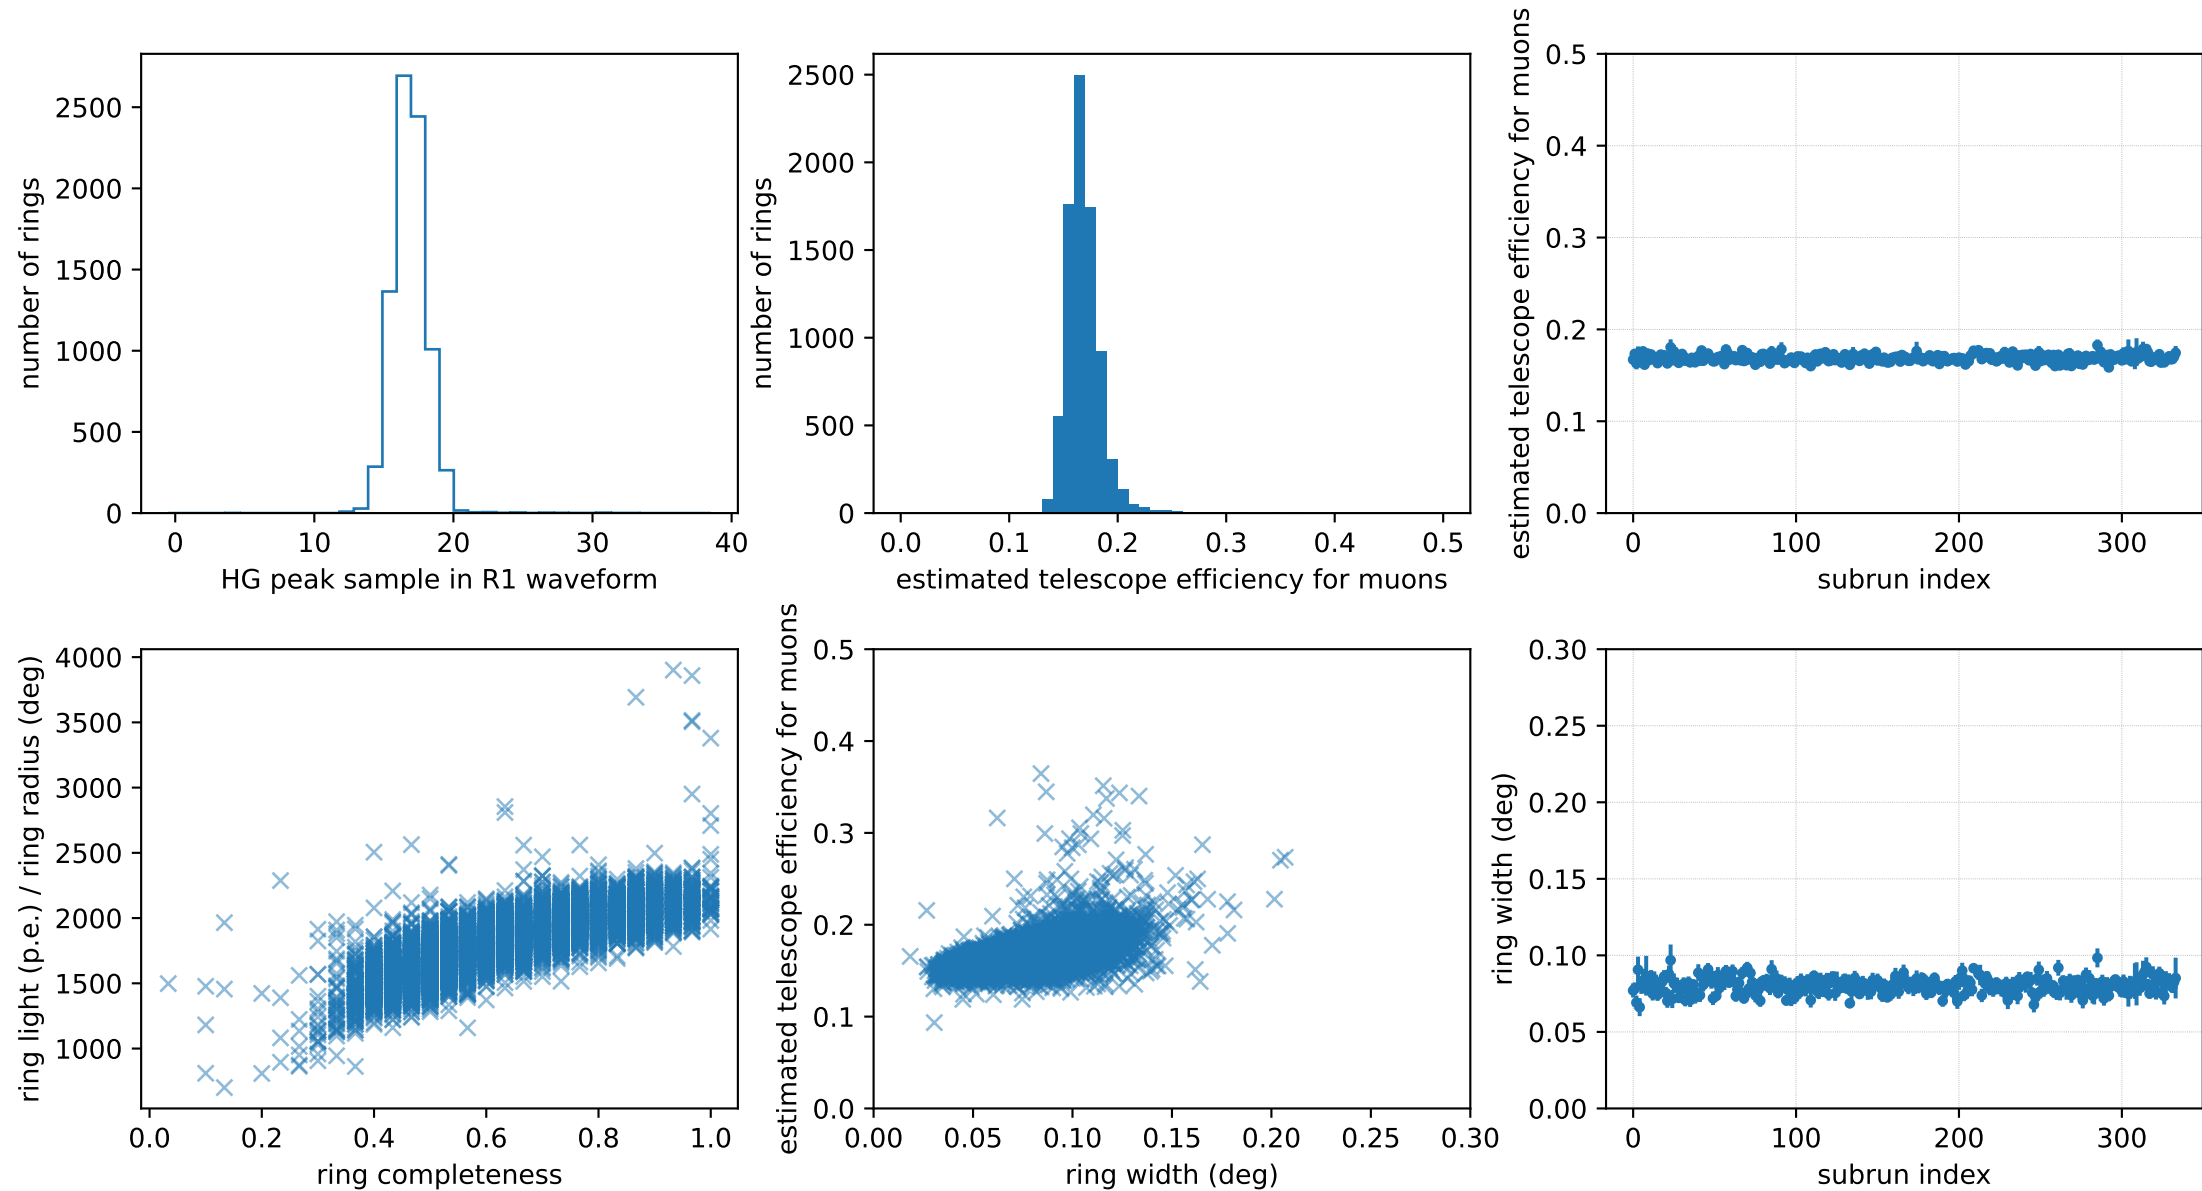 number of rings
2500
2000
1500
1000
500
0
0 10 20 30 40
HG peak sample in R1 waveform
number of rings
2500
2000
1500
1000
500
0
0.0 0.1 0.2 0.3 0.4 0.5
estimated telescope efficiency for muons
estimated telescope efficiency for muons
0.5
0.4
0.3
0.2
0.1
0.0
0 100 200 300
subrun index
ring light (p.e.) / ring radius (deg)
4000
3500
3000
2500
2000
1500
1000
0.0 0.2 0.4 0.6 0.8 1.0
ring completeness
estimated telescope efficiency for muons
0.5
0.4
0.3
0.2
0.1
0.0
0.00 0.05 0.10 0.15 0.20 0.25 0.30
ring width (deg)
ring width (deg)
0.30
0.25
0.20
0.15
0.10
0.05
0.00
0 100 200 300
subrun index